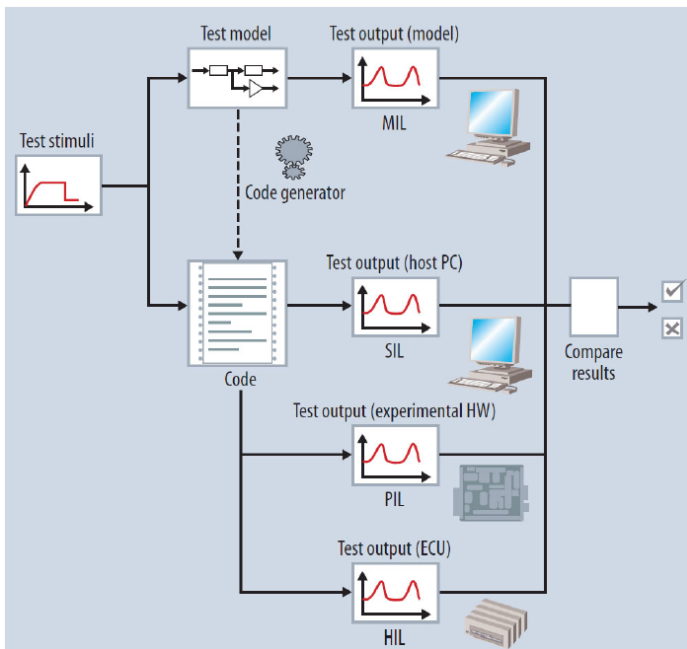 Test model
Test output (model)
MIL
Test stimuli
Code generator
Test output (host PC)
SIL
Code
Compare
results
Test output (experimental HW)
PIL
Test output (ECU)
HIL